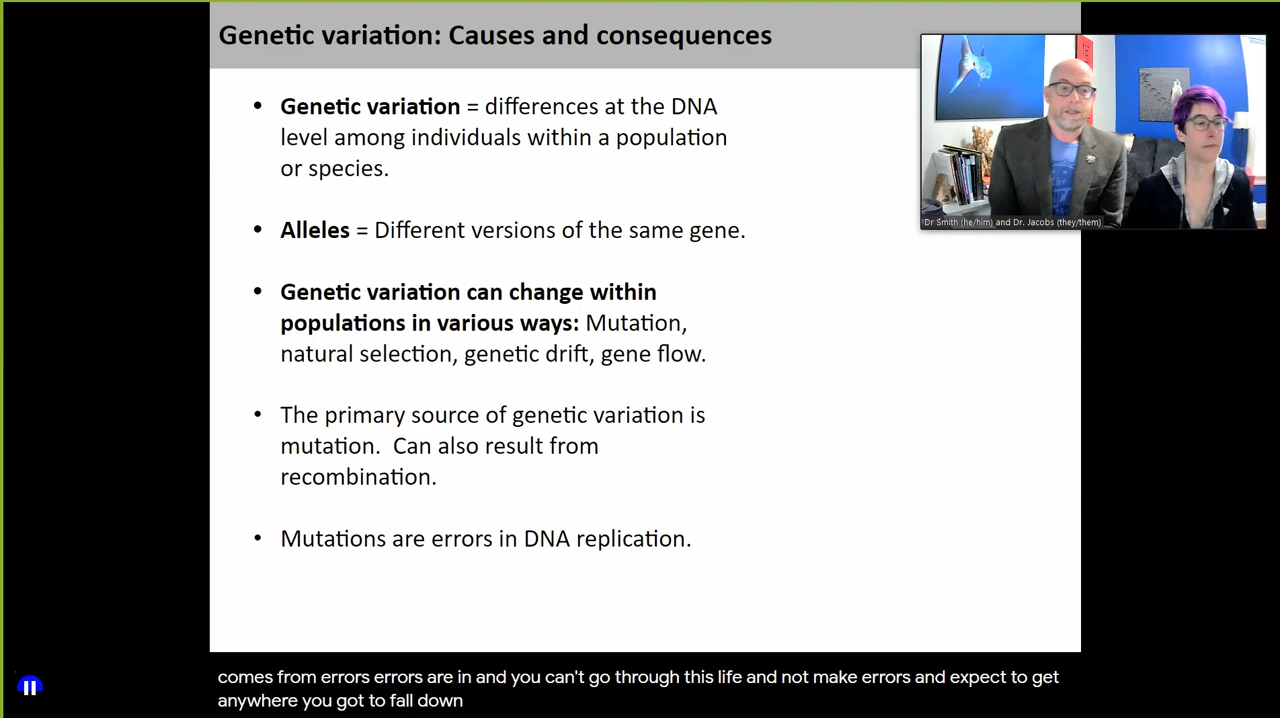 Genetic variation: Causes and consequences
• Genetic variation = differences at the DNA
level among individuals within a population
or species.
• Alleles = Different versions of the same gene.
• Genetic variation can change within
populations in various ways: Mutation,
natural selection, genetic drift, gene flow.
• The primary source of genetic variation is
mutation.  Can also result from
recombination.
• Mutations are errors in DNA replication.
Dr Smith (he/him) and Dr. Jacobs (they/them)
comes from errors errors are in and you can't go through this life and not make errors and expect to get
anywhere you got to fall down